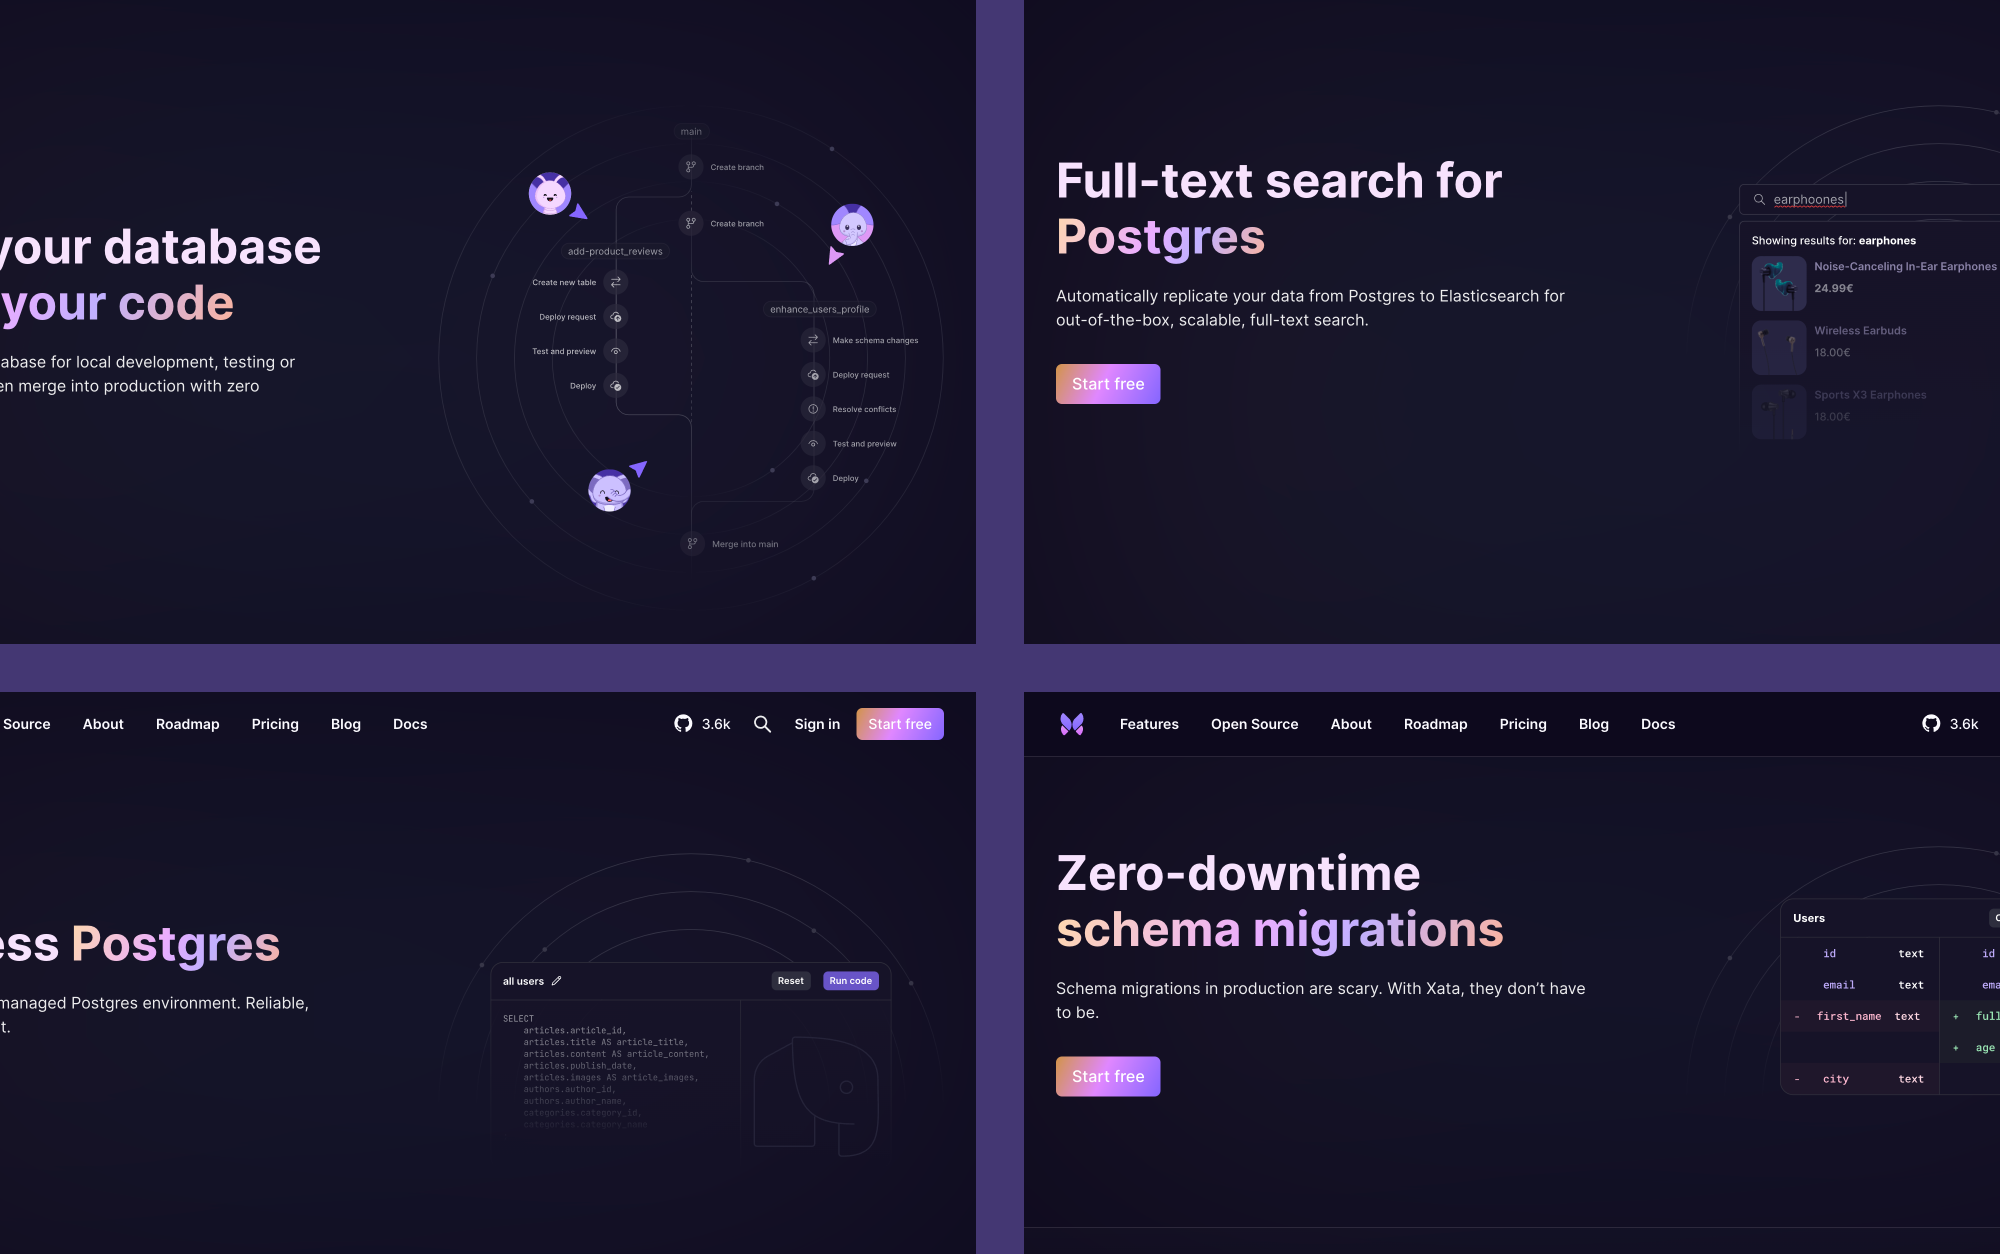 your database
your code
abase for local development, testing or
en merge into production with zero
main
Create branch
Create branch
add-product_reviews
Create new table
Deploy request
Test and preview
Deploy
enhance_users_profile
Make schema changes
Deploy request
Resolve conflicts
Test and preview
Deploy
Merge into main
Full-text search for
Postgres
Automatically replicate your data from Postgres to Elasticsearch for
out-of-the-box, scalable, full-text search.
Start free
earphoones
Showing results for: earphones
Noise-Canceling In-Ear Earphones
24.99€
Wireless Earbuds
18.00€
Sports X3 Earphones
18.00€
Source About Roadmap Pricing Blog Docs 3.6k Sign in Start free
ess Postgres
managed Postgres environment. Reliable,
t.
all users Reset Run code
SELECT
articles.article_id,
articles.title AS article_title,
articles.content AS article_content,
articles.publish_date,
articles.images AS article_images,
authors.author_id,
authors.author_name,
categories.category_id,
categories.category_name
Features Open Source About Roadmap Pricing Blog Docs 3.6k
Zero-downtime
schema migrations
Schema migrations in production are scary. With Xata, they don’t have
to be.
Start free
Users
id text id
email text ema
- first_name text + full
+ age
- city text